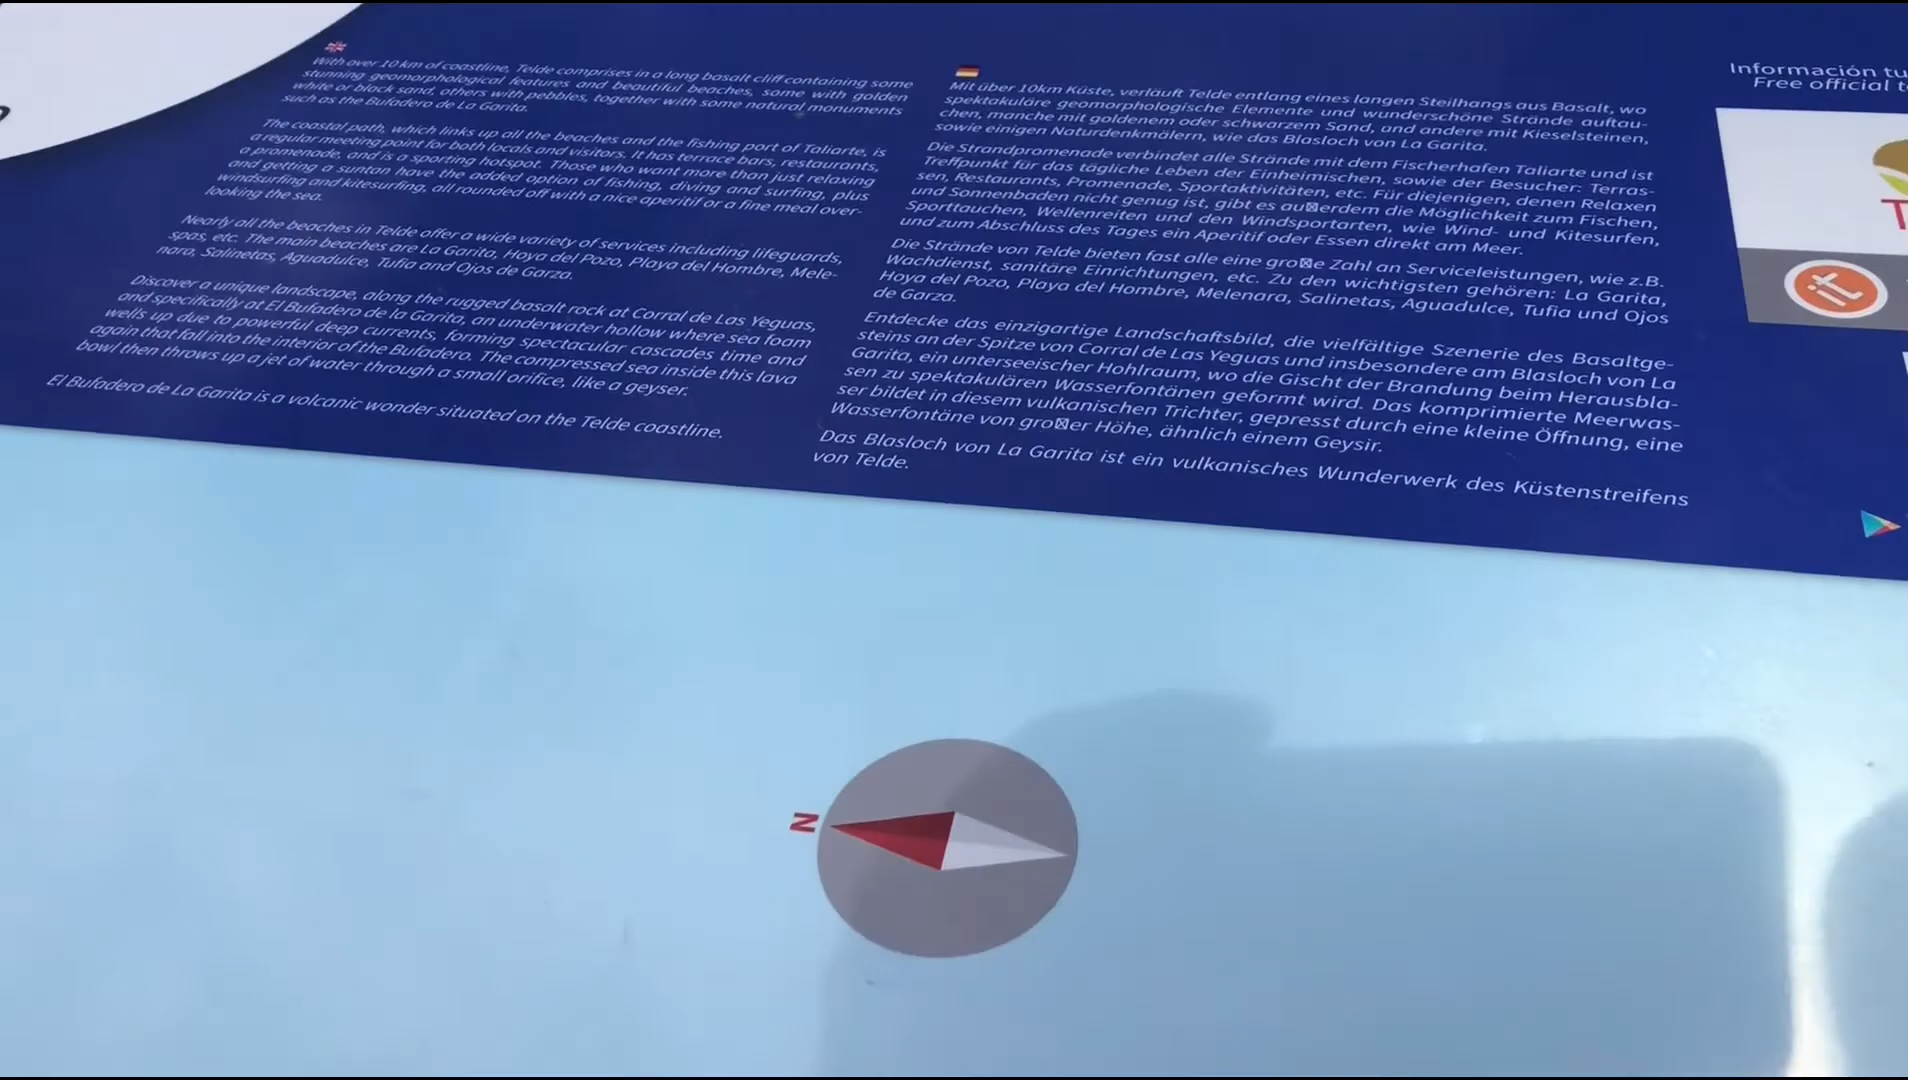 With over 10 km of coastline, Telde comprises in a long basalt cliff containing some
stunning geomorphological features and beautiful beaches, some with golden
white or black sand, others with pebbles, together with some natural monuments
such as the Bufadero de La Garita.
The coastal path, which links up all the beaches and the fishing port of Taliarte, is
a regular meeting point for both locals and visitors. It has terrace bars, restaurants,
a promenade, and is a sporting hotspot. Those who want more than just relaxing
and getting a suntan have the added option of fishing, diving and surfing, plus
windsurfing and kitesurfing, all rounded off with a nice aperitif or a fine meal over-
looking the sea.
Nearly all the beaches in Telde offer a wide variety of services including lifeguards,
spas, etc. The main beaches are La Garita, Hoya del Pozo, Playa del Hombre, Mele-
nara, Salinetas, Aguadulce, Tufia and Ojos de Garza.
Discover a unique landscape, along the rugged basalt rock at Corral de Las Yeguas,
and specifically at El Bufadero de la Garita, an underwater hollow where sea foam
wells up due to powerful deep currents, forming spectacular cascades time and
again that fall into the interior of the Bufadero. The compressed sea inside this lava
bowl then throws up a jet of water through a small orifice, like a geyser.
El Bufadero de La Garita is a volcanic wonder situated on the Telde coastline.
Mit über 10km Küste, verläuft Telde entlang eines langen Steilhangs aus Basalt, wo
spektakuläre geomorphologische Elemente und wunderschöne Strände auftau-
chen, manche mit goldenem oder schwarzem Sand, and andere mit Kieselsteinen,
sowie einigen Naturdenkmälern, wie das Blasloch von La Garita.
Die Strandpromenade verbindet alle Strände mit dem Fischerhafen Taliarte und ist
Treffpunkt für das tägliche Leben der Einheimischen, sowie der Besucher: Terras-
sen, Restaurants, Promenade, Sportaktivitäten, etc. Für diejenigen, denen Relaxen
und Sonnenbaden nicht genug ist, gibt es au☒erdem die Möglichkeit zum Fischen,
Sporttauchen, Wellenreiten und den Windsportarten, wie Wind- und Kitesurfen,
und zum Abschluss des Tages ein Aperitif oder Essen direkt am Meer.
Die Strände von Telde bieten fast alle eine gro☒e Zahl an Serviceleistungen, wie z.B.
Wachdienst, sanitäre Einrichtungen, etc. Zu den wichtigsten gehören: La Garita,
Hoya del Pozo, Playa del Hombre, Melenara, Salinetas, Aguadulce, Tufia und Ojos
de Garza.
Entdecke das einzigartige Landschaftsbild, die vielfältige Szenerie des Basaltge-
steins an der Spitze von Corral de Las Yeguas und insbesondere am Blasloch von La
Garita, ein unterseeischer Hohlraum, wo die Gischt der Brandung beim Herausbla-
sen zu spektakulären Wasserfontänen geformt wird. Das komprimierte Meerwas-
ser bildet in diesem vulkanischen Trichter, gepresst durch eine kleine Öffnung, eine
Wasserfontäne von gro☒er Höhe, ähnlich einem Geysir.
Das Blasloch von La Garita ist ein vulkanisches Wunderwerk des Küstenstreifens
von Telde.
Información tu
Free official t
T
it
N